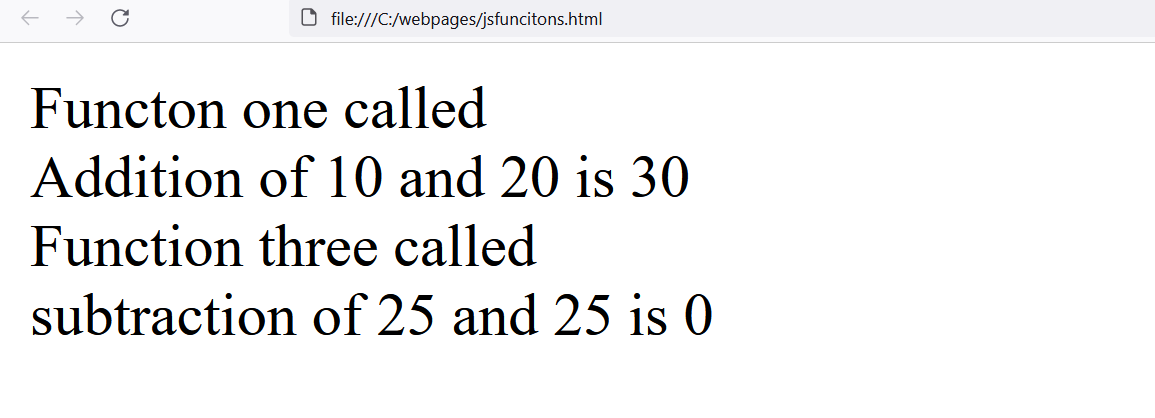 file:///C:/webpages/jsfuncitons.html
Functon one called
Addition of 10 and 20 is 30
Function three called
subtraction of 25 and 25 is 0